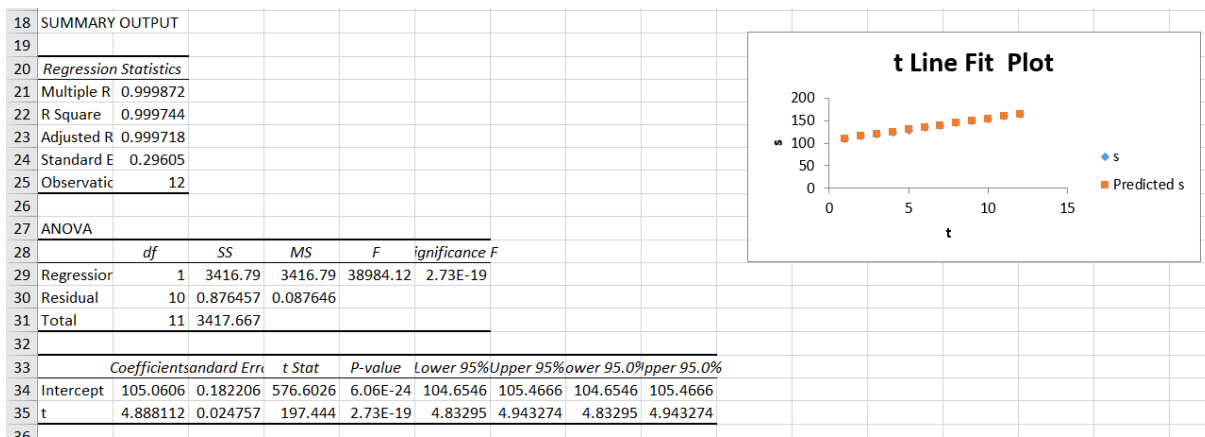 18 SUMMARY OUTPUT
19
20 Regression Statistics
21 Multiple R 0.999872
22 R Square 0.999744
23 Adjusted R 0.999718
24 Standard E 0.29605
25 Observatic 12
26
27 ANOVA
28 df SS MS F ignificance F
29 Regression 1 3416.79 3416.79 38984.12 2.73E-19
30 Residual 10 0.876457 0.087646
31 Total 11 3417.667
32
33 Coefficients andard Erro t Stat P-value Lower 95% Upper 95% ower 95.0% pper 95.0%
34 Intercept 105.0606 0.182206 576.6026 6.06E-24 104.6546 105.4666 104.6546 105.4666
35 t 4.888112 0.024757 197.444 2.73E-19 4.83295 4.943274 4.83295 4.943274
t Line Fit Plot
200
150
100
50
0
s
0 5 10 15
t
s
Predicted s